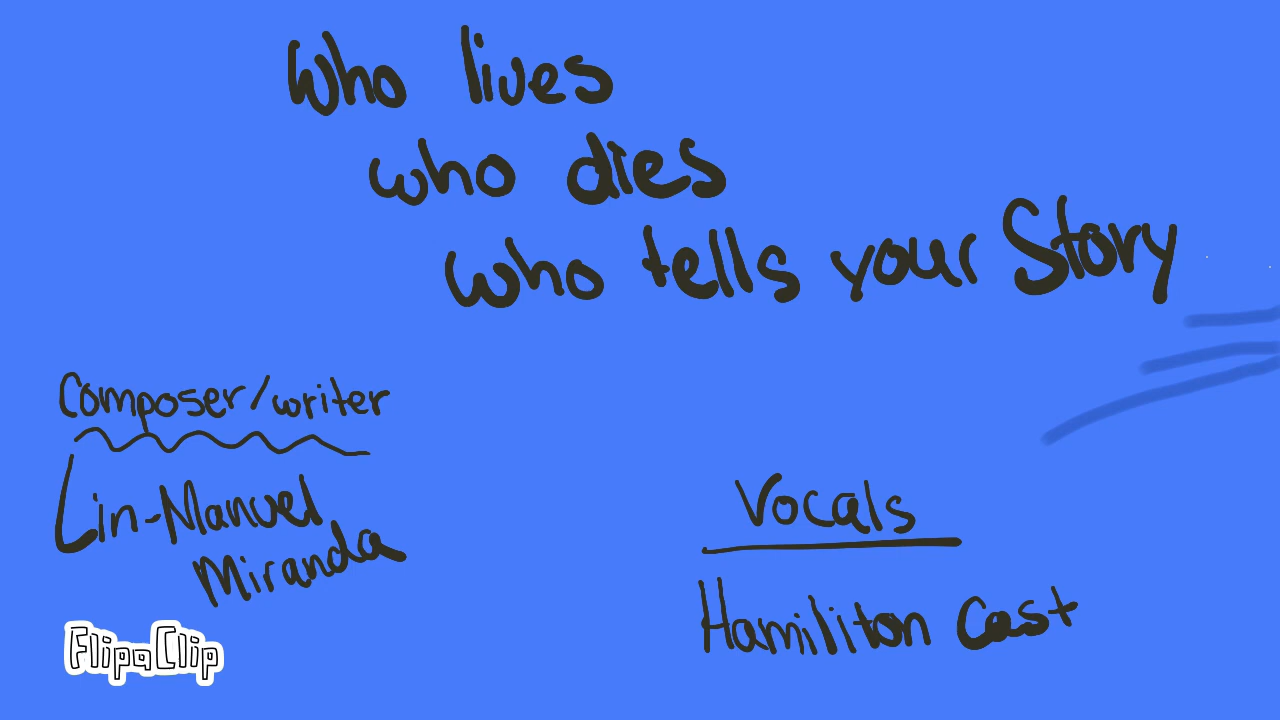 Who lives
who dies
who tells your Story
Composer/writer
Lin-Manuel
Miranda
Vocals
Hamiliton Cast
FlipaClip